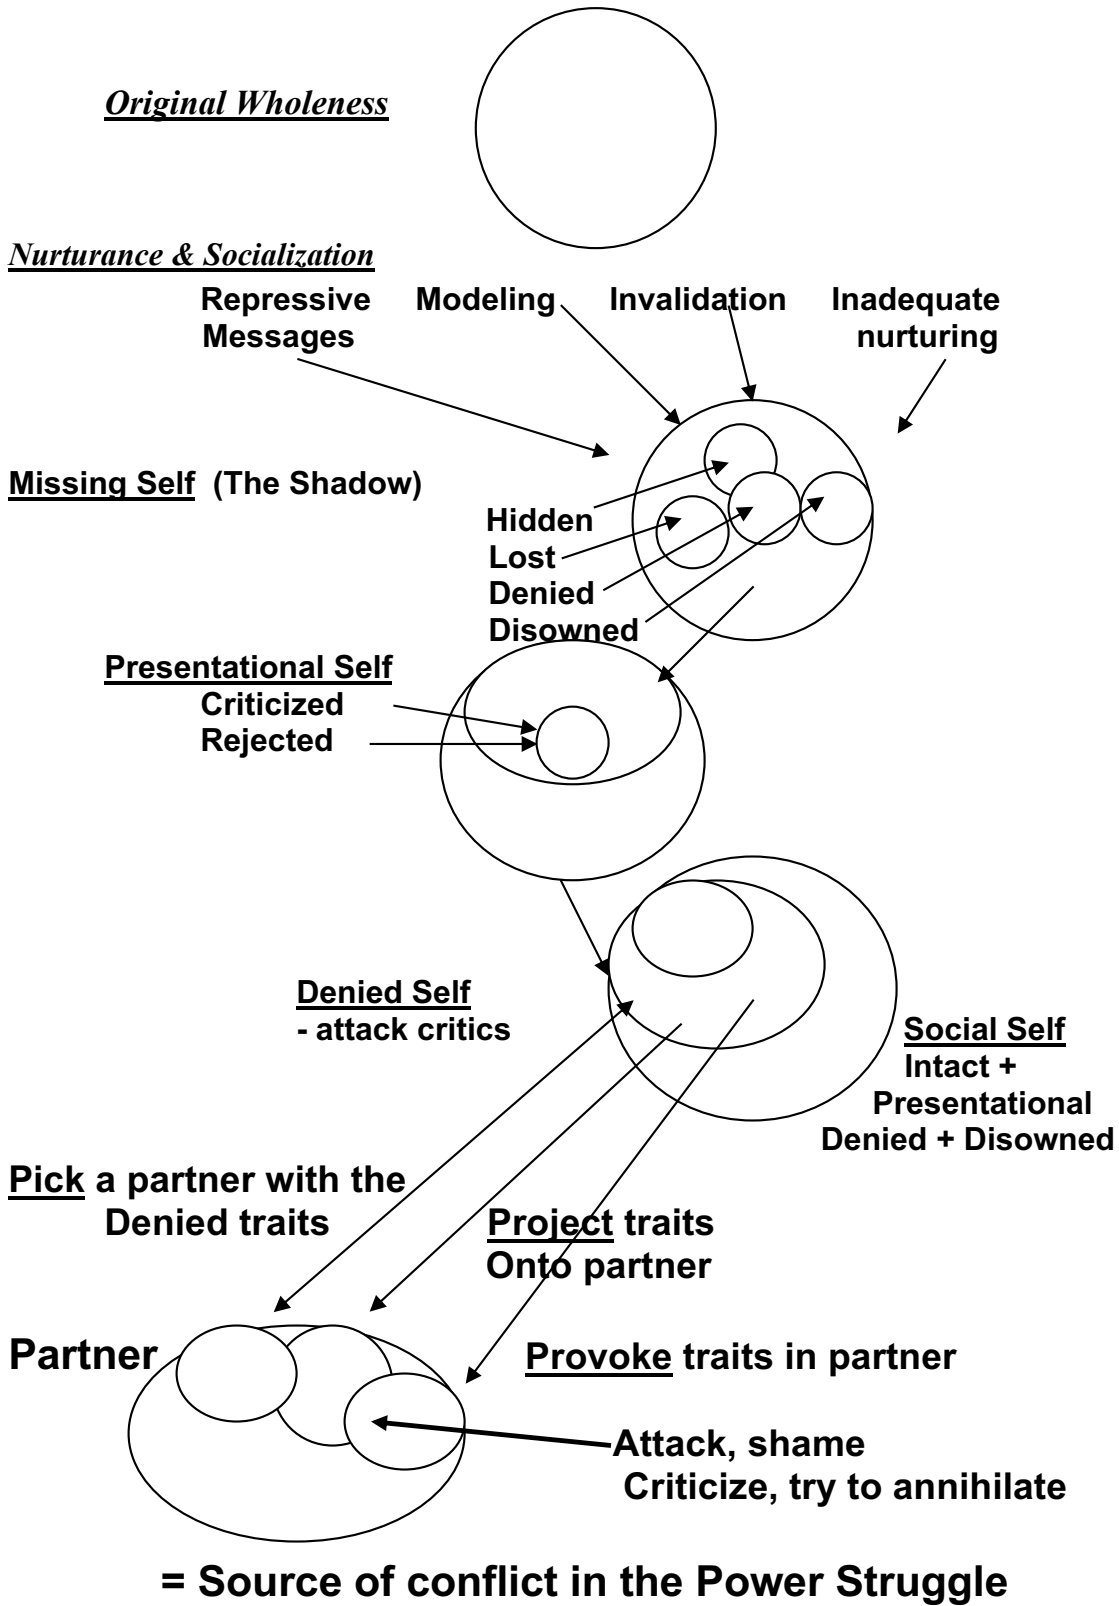 Original Wholeness
Nurturance & Socialization
Repressive Messages
Modeling
Invalidation
Inadequate nurturing
Missing Self (The Shadow)
Hidden
Lost
Denied
Disowned
Presentational Self
Criticized
Rejected
Denied Self
- attack critics
Social Self
Intact +
Presentational
Denied + Disowned
Pick a partner with the
Denied traits
Project traits
Onto partner
Partner
Provoke traits in partner
Attack, shame
Criticize, try to annihilate
= Source of conflict in the Power Struggle